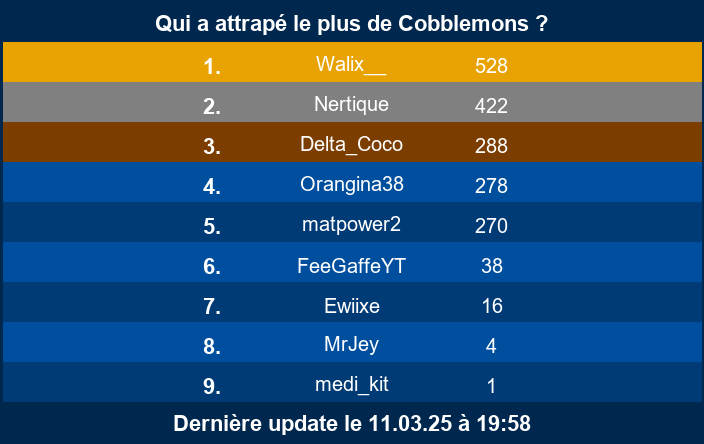 Qui a attrapé le plus de Cobblemons ?
1. Walix__ 528
2. Nertique 422
3. Delta_Coco 288
4. Orangina38 278
5. matpower2 270
6. FeeGaffeYT 38
7. Ewiixe 16
8. MrJey 4
9. medi_kit 1
Dernière update le 11.03.25 à 19:58